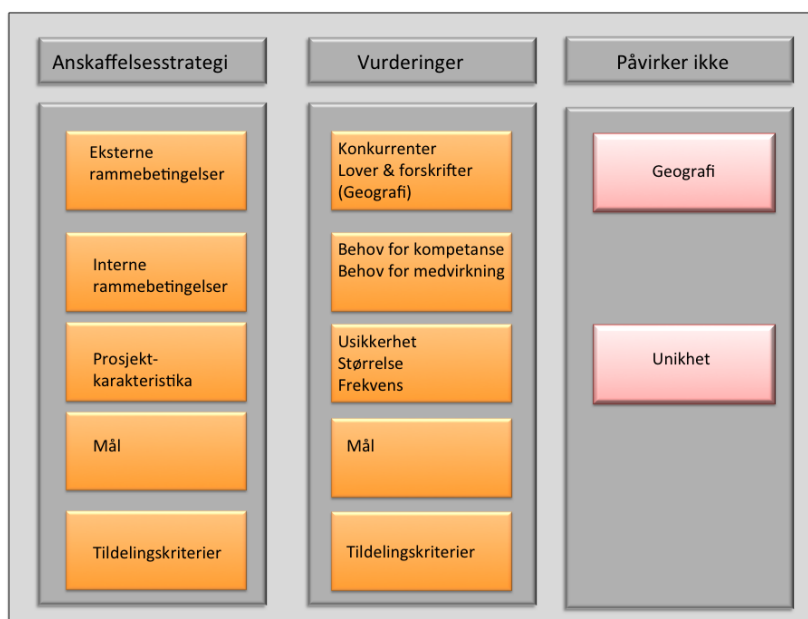 Anskaffelsesstrategi
Vurderinger
Påvirker ikke
Eksterne
rammebetingelser
Konkurrenter
Lover & forskrifter
(Geografi)
Geografi
Interne
rammebetingelser
Behov for kompetanse
Behov for medvirkning
Prosjekt-
karakteristika
Usikkerhet
Størrelse
Frekvens
Unikhet
Mål
Mål
Tildelingskriterier
Tildelingskriterier